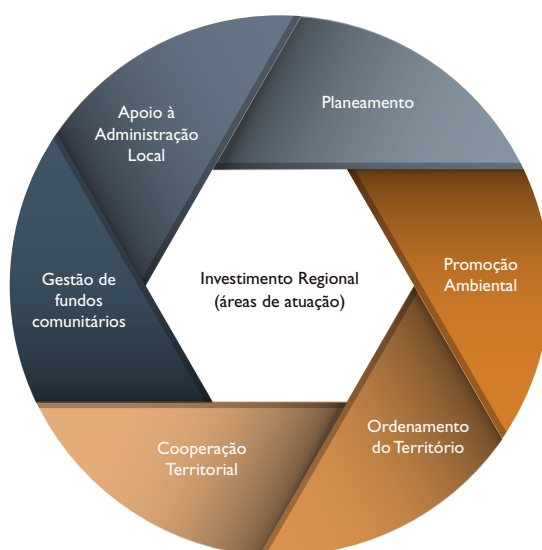 Planeamento
Apoio à
Administração
Local
Promoção
Ambiental
Investimento Regional
(áreas de atuação)
Gestão de
fundos
comunitários
Ordenamento
do Território
Cooperação
Territorial